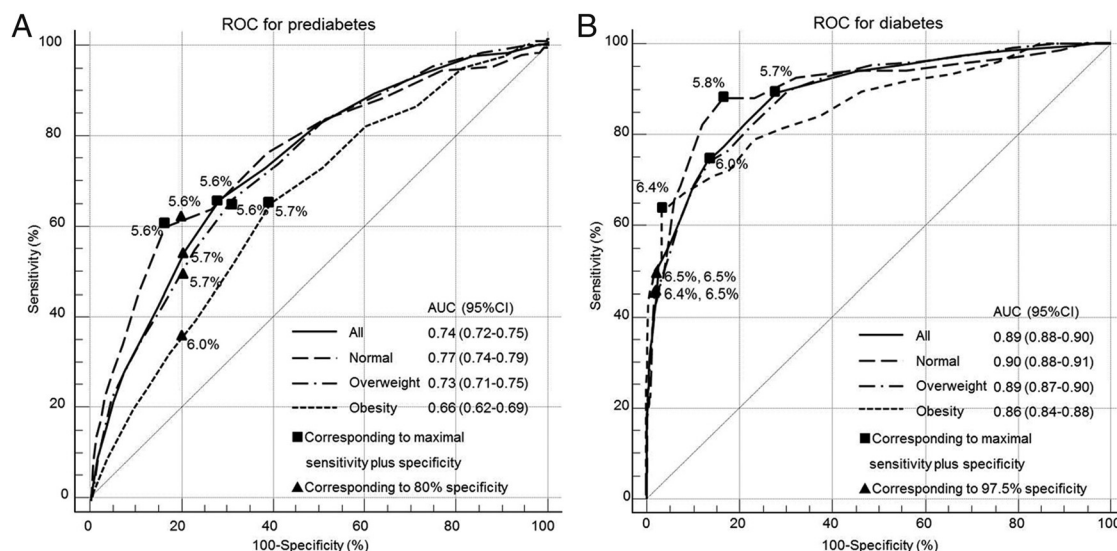 A
ROC for prediabetes
Sensitivity (%)
100
80
60
40
20
0
5.6%
5.6%
5.6%
5.6%
5.7%
5.7%
5.7%
6.0%
AUC (95%CI)
All 0.74 (0.72-0.75)
Normal 0.77 (0.74-0.79)
Overweight 0.73 (0.71-0.75)
Obesity 0.66 (0.62-0.69)
Corresponding to maximal
sensitivity plus specificity
Corresponding to 80% specificity
0 20 40 60 80 100
100-Specificity (%)
B
ROC for diabetes
Sensitivity (%)
100
80
60
40
20
0
5.8%
5.7%
6.0%
6.4%
6.5%, 6.5%
6.4%, 6.5%
AUC (95%CI)
All 0.89 (0.88-0.90)
Normal 0.90 (0.88-0.91)
Overweight 0.89 (0.87-0.90)
Obesity 0.86 (0.84-0.88)
Corresponding to maximal
sensitivity plus specificity
Corresponding to 97.5% specificity
0 20 40 60 80 100
100-Specificity (%)